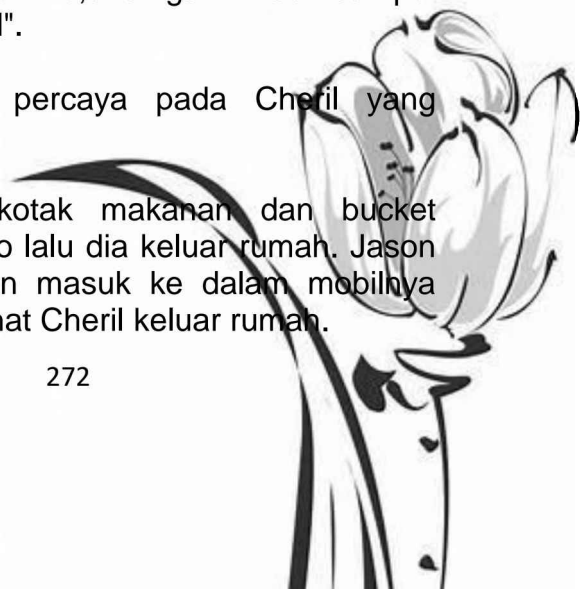 l".
percaya pada Cheril yang
kotak makanan dan bucket
o lalu dia keluar rumah. Jason
n masuk ke dalam mobilnya
hat Cheril keluar rumah.
272